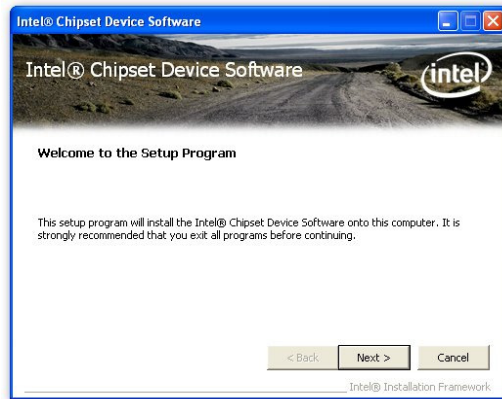 Intel® Chipset Device Software
Intel® Chipset Device Software
intel
Welcome to the Setup Program
This setup program will install the Intel® Chipset Device Software onto this computer. It is
strongly recommended that you exit all programs before continuing.
< Back
Next >
Cancel
Intel® Installation Framework